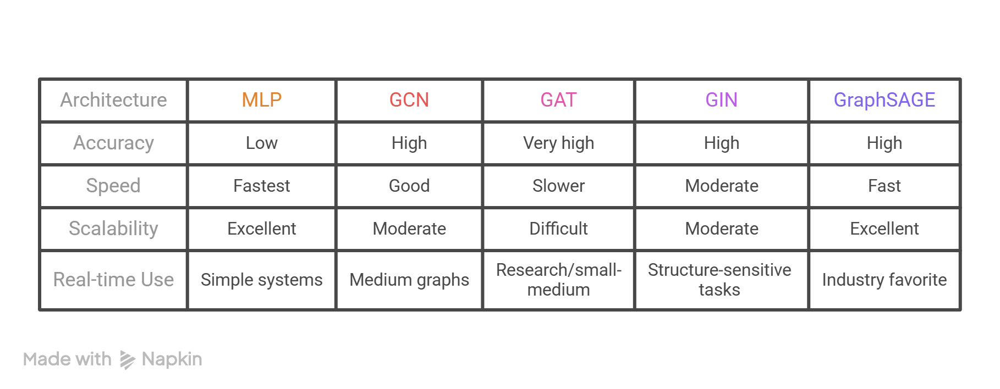 Architecture MLP GCN GAT GIN GraphSAGE
Accuracy Low High Very high High High
Speed Fastest Good Slower Moderate Fast
Scalability Excellent Moderate Difficult Moderate Excellent
Real-time Use Simple systems Medium graphs Research/small-
medium Structure-sensitive
tasks Industry favorite
Made with Napkin